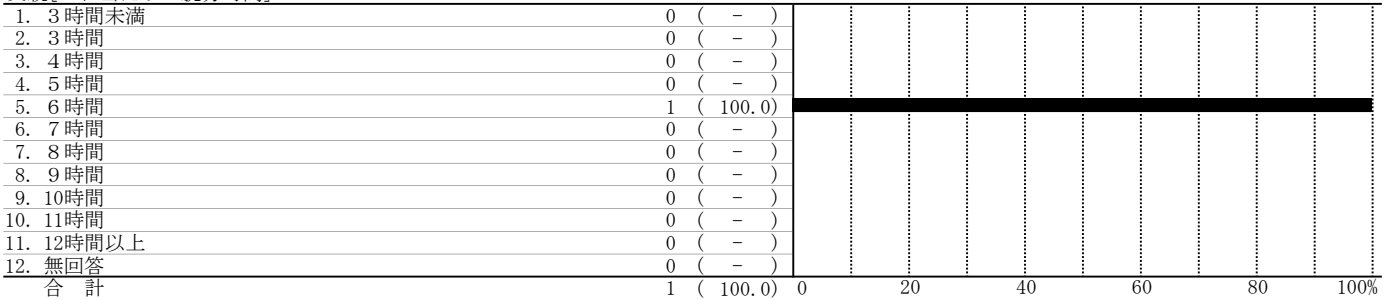 1. ３時間未満 0 ( － )
2. ３時間 0 ( － )
3. ４時間 0 ( － )
4. ５時間 0 ( － )
5. ６時間 1 ( 100.0)
6. ７時間 0 ( － )
7. ８時間 0 ( － )
8. ９時間 0 ( － )
9. 10時間 0 ( － )
10. 11時間 0 ( － )
11. 12時間以上 0 ( － )
12. 無回答 0 ( － )
合 計 1 ( 100.0) 0 20 40 60 80 100%